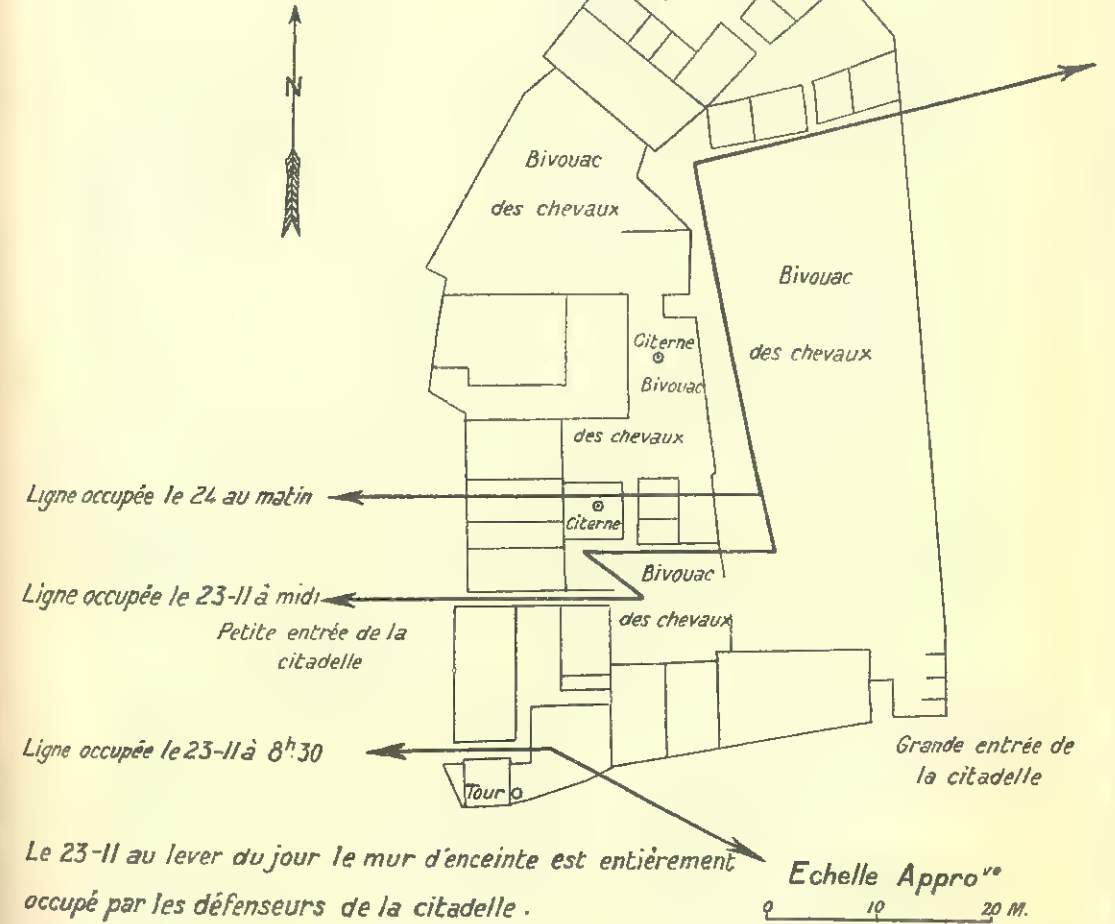 N
Bivouac
des chevaux
Bivouac
des chevaux
Citerne
Bivouac
des chevaux
Ligne occupée le 24 au matin
Citerne
Ligne occupée le 23-11 à midi
Bivouac
des chevaux
Petite entrée de la
citadelle
Ligne occupée le 23-11 à 8h.30
Grande entrée de
la citadelle
Tour
Le 23-11 au lever du jour le mur d'enceinte est entièrement
occupé par les défenseurs de la citadelle.
Echelle Approve
0 10 20 M.